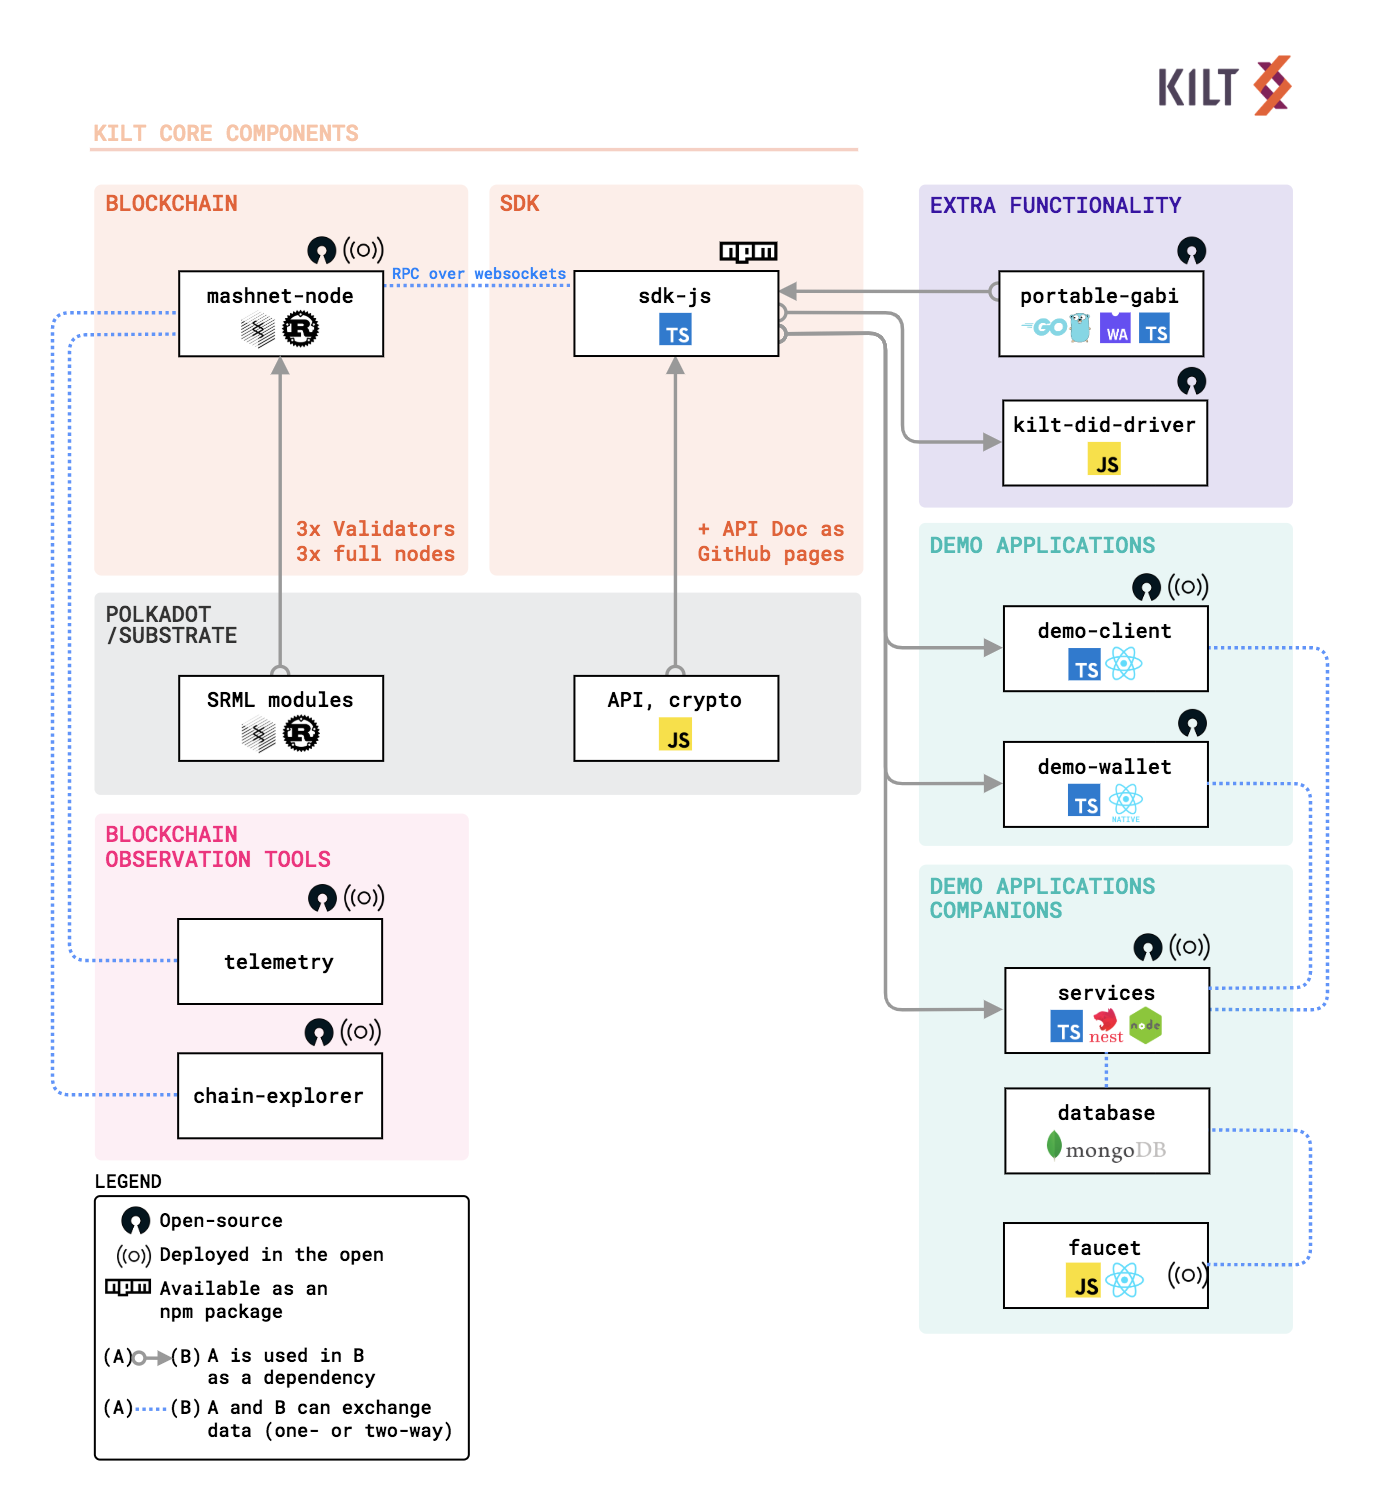 KILT
KILT CORE COMPONENTS
BLOCKCHAIN
mashnet-node
3x Validators
3x full nodes
RPC over websockets
SDK
npm
sdk-js
TS
+ API Doc as
GitHub pages
EXTRA FUNCTIONALITY
portable-gabi
GO
WA
TS
kilt-did-driver
JS
POLKADOT
/SUBSTRATE
SRML modules
API, crypto
JS
DEMO APPLICATIONS
demo-client
TS
demo-wallet
TS
NATIVE
BLOCKCHAIN
OBSERVATION TOOLS
telemetry
chain-explorer
DEMO APPLICATIONS
COMPANIONS
services
TS
nest
node
database
mongoDB
faucet
JS
LEGEND
Open-source
Deployed in the open
npm
Available as an
npm package
(A) (B) A is used in B
as a dependency
(A) (B) A and B can exchange
data (one- or two-way)